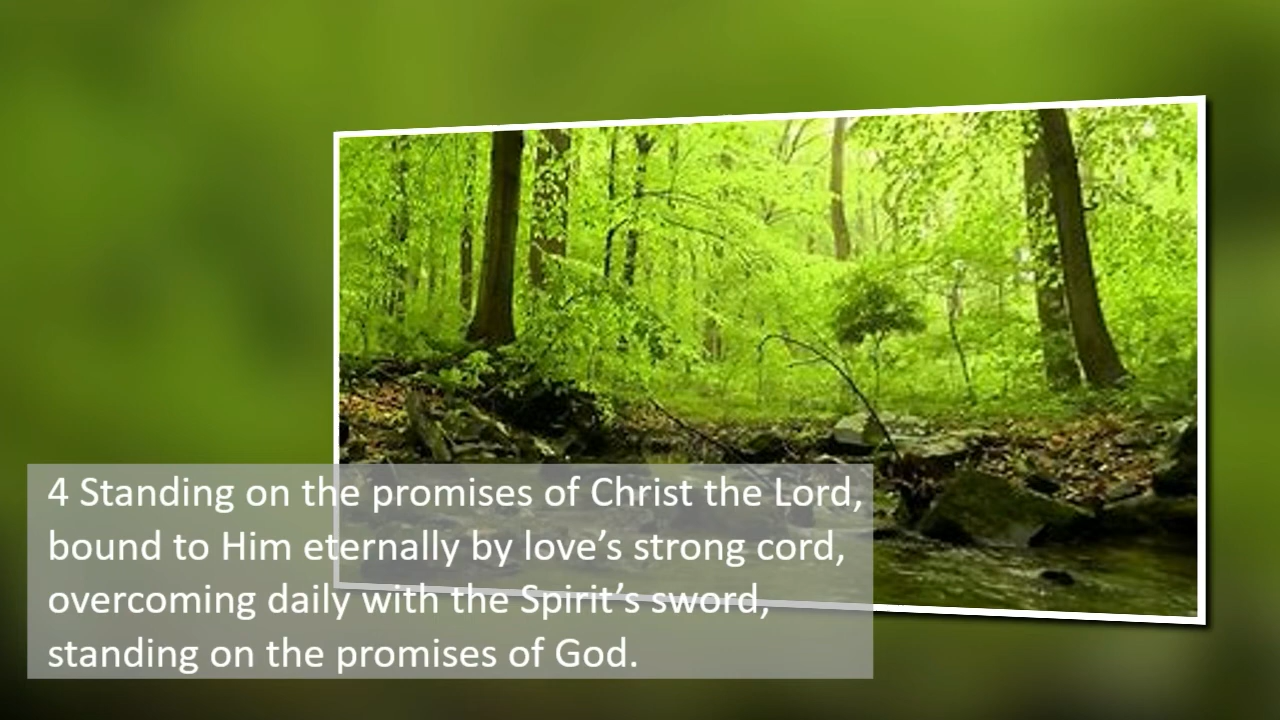 4 Standing on the promises of Christ the Lord,
bound to Him eternally by love’s strong cord,
overcoming daily with the Spirit’s sword,
standing on the promises of God.